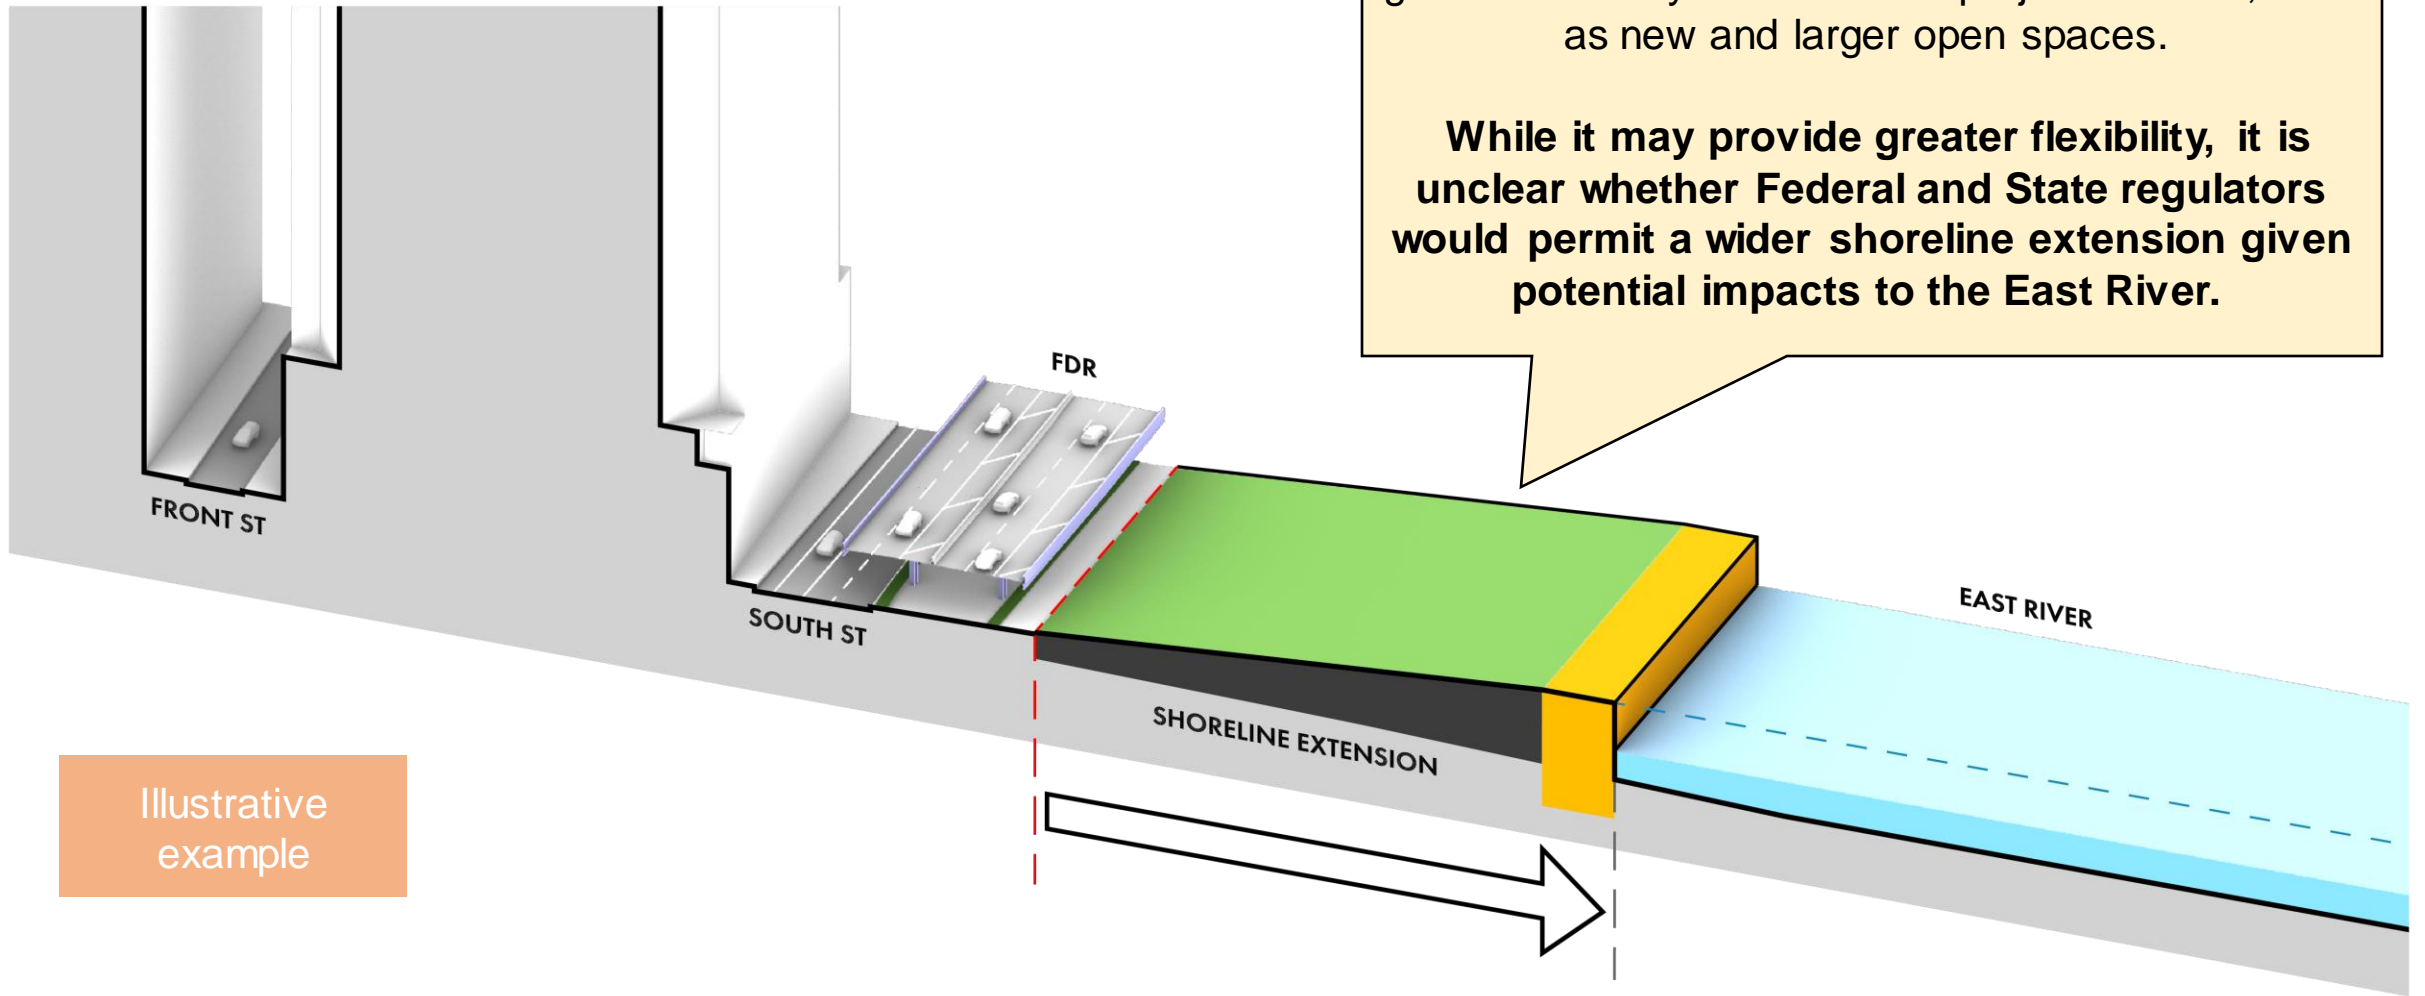 as new and larger open spaces.
While it may provide greater flexibility, it is
unclear whether Federal and State regulators
would permit a wider shoreline extension given
potential impacts to the East River.
FDR
FRONT ST
SOUTH ST
EAST RIVER
SHORELINE EXTENSION
Illustrative
example